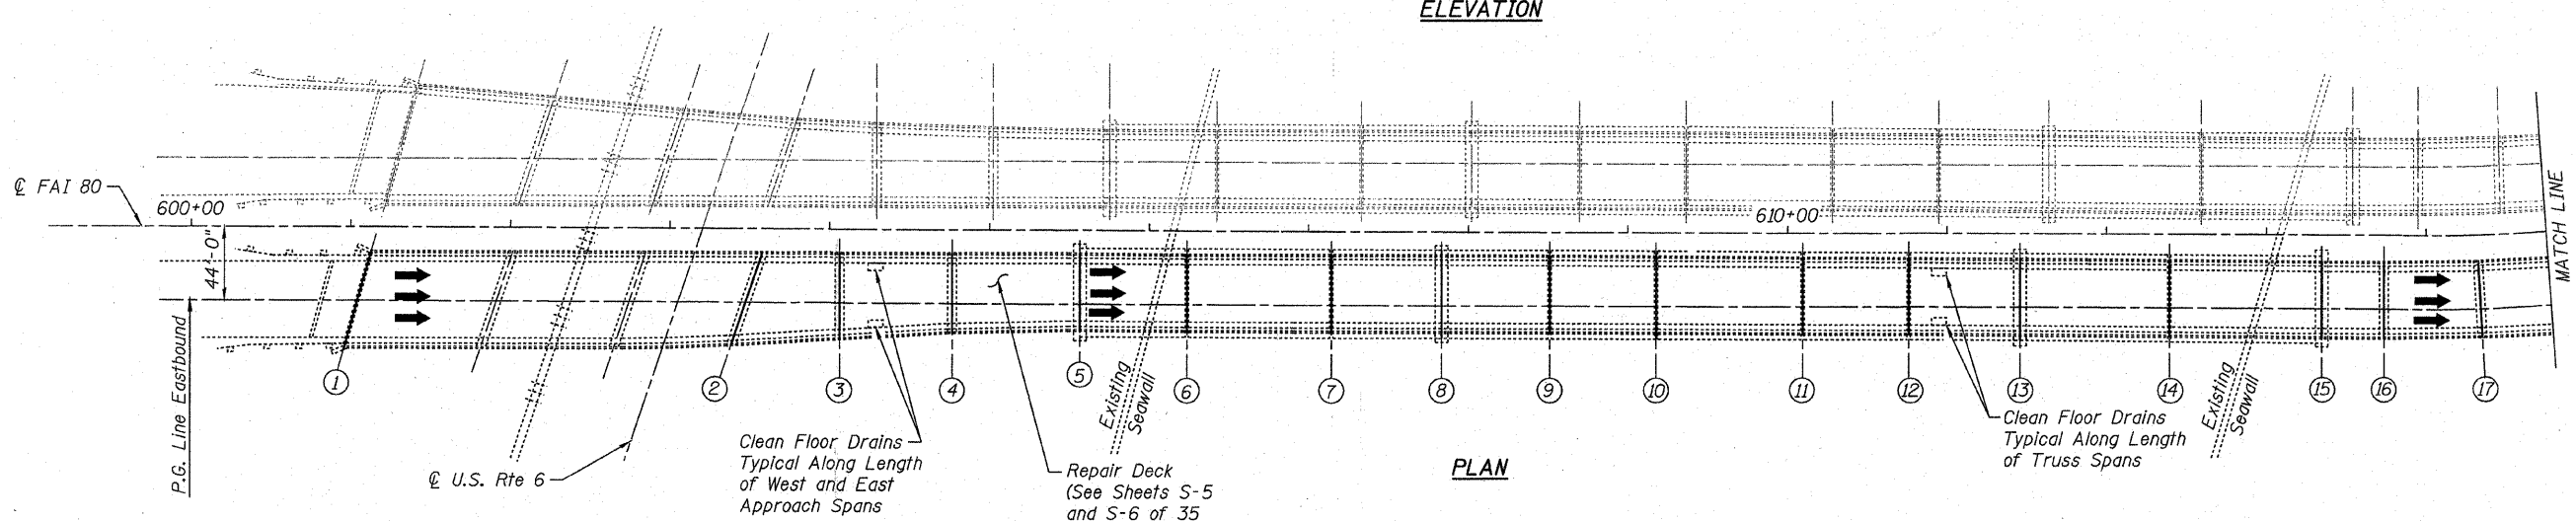 ELEVATION
℄ FAI 80
600+00
610+00
44'-0"
MATCH LINE
P.G. Line Eastbound
1
2
3
4
5
6
7
8
9
10
11
12
13
14
15
16
17
Existing
Seawall
Existing
Seawall
℄ U.S. Rte 6
Clean Floor Drains
Typical Along Length
of West and East
Approach Spans
Repair Deck
(See Sheets S-5
and S-6 of 35
Clean Floor Drains
Typical Along Length
of Truss Spans
PLAN